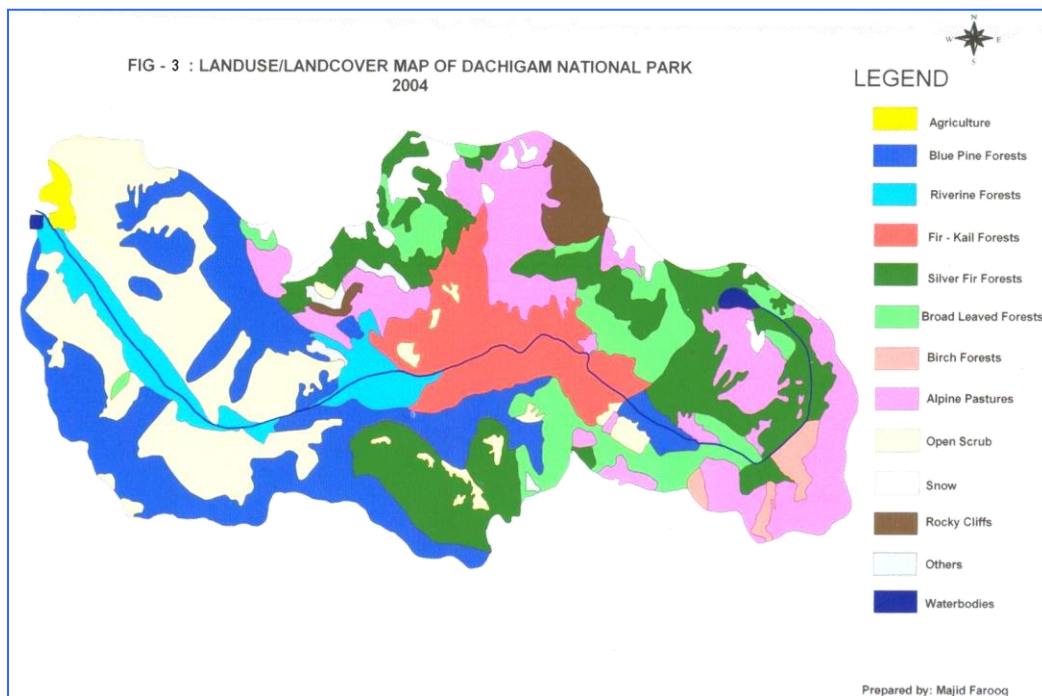 N
W E
S
FIG - 3 : LANDUSE/LANDCOVER MAP OF DACHIGAM NATIONAL PARK
2004
LEGEND
Agriculture
Blue Pine Forests
Riverine Forests
Fir - Kail Forests
Silver Fir Forests
Broad Leaved Forests
Birch Forests
Alpine Pastures
Open Scrub
Snow
Rocky Cliffs
Others
Waterbodies
Prepared by: Majid Farooq